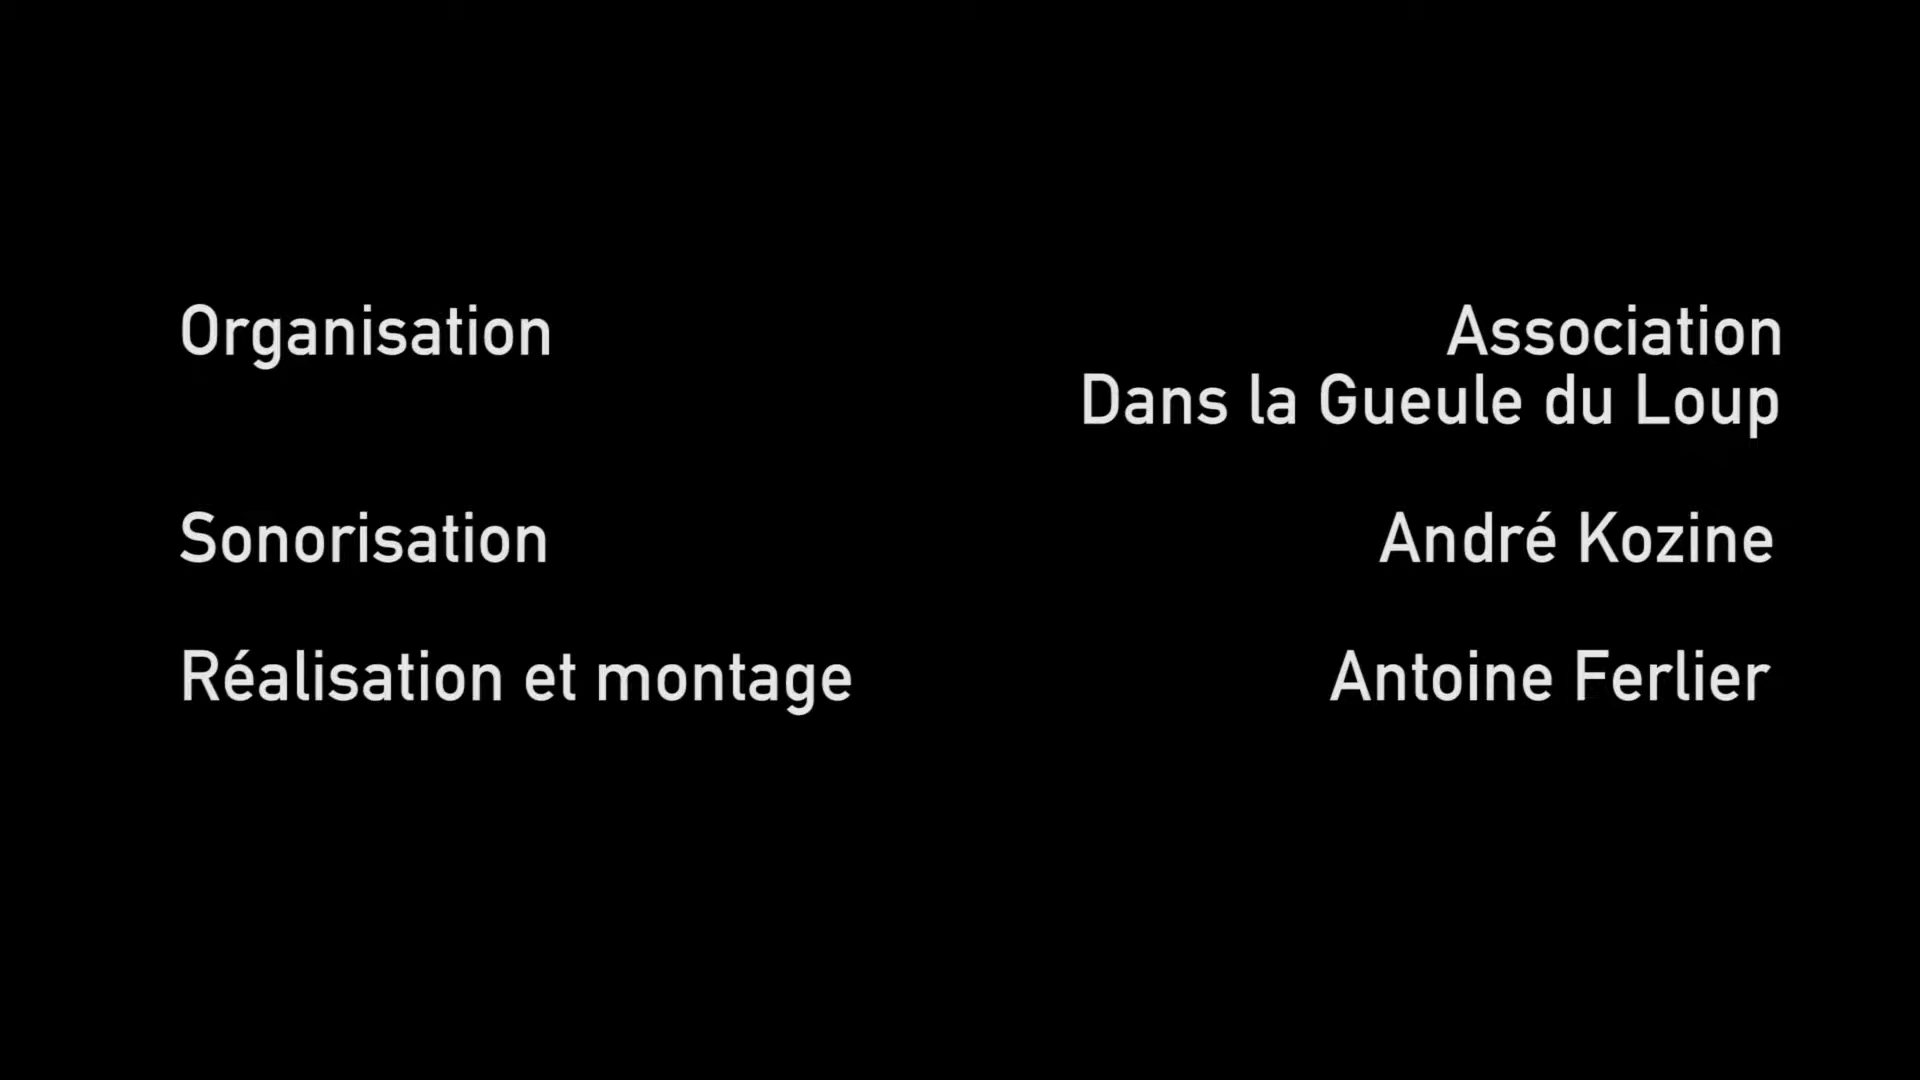 Organisation Association
Dans la Gueule du Loup
Sonorisation André Kozine
Réalisation et montage Antoine Ferlier